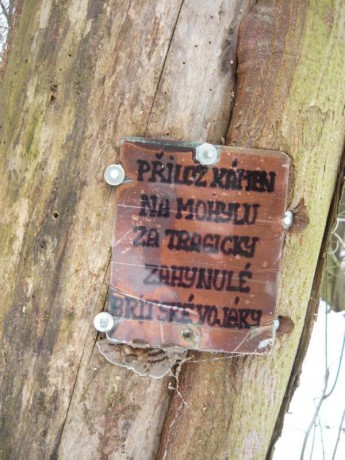 PŘILOŽ KÁMEN
NA MOHYLU
ZA TRAGICKY
ZAHYNULÉ
BRITSKÉ VOJÁKY